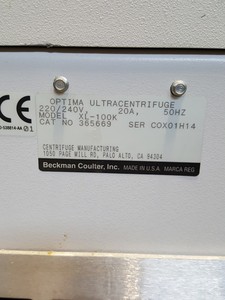 CE
01
OPTIMA ULTRACENTRIFUGE
220/240V, 20A, 50HZ
MODEL XL-100K
CAT NO 365669 SER COX01H14
CENTRIFUGE MANUFACTURING
1050 PAGE MILL RD, PALO ALTO, CA 94304
Beckman Coulter, Inc. MADE IN U.S.A. MARCA REG